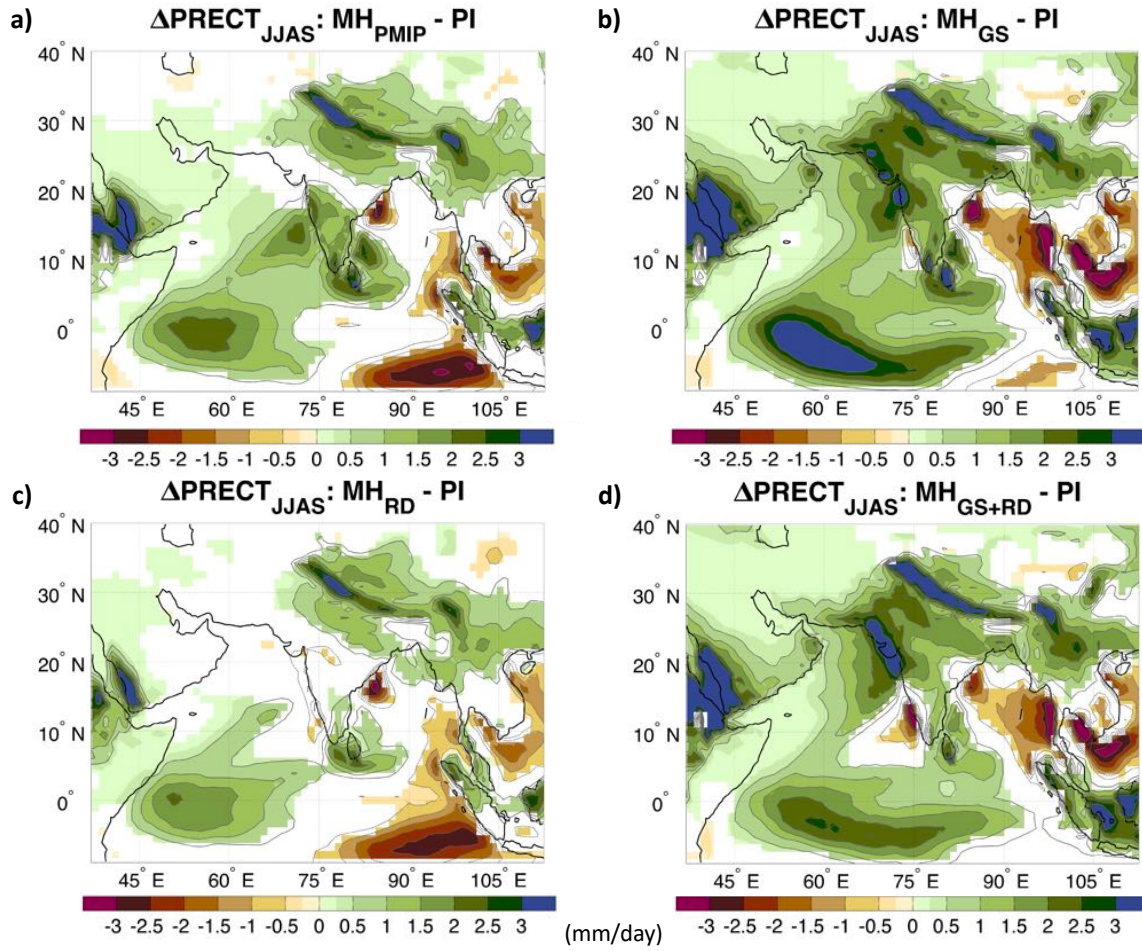 a) ΔPRECT_JJAS: MH_PMIP - PI
b) ΔPRECT_JJAS: MH_GS - PI
40° N
30° N
20° N
10° N
0°
45° E 60° E 75° E 90° E 105° E
-3 -2.5 -2 -1.5 -1 -0.5 0 0.5 1 1.5 2 2.5 3
40° N
30° N
20° N
10° N
0°
45° E 60° E 75° E 90° E 105° E
-3 -2.5 -2 -1.5 -1 -0.5 0 0.5 1 1.5 2 2.5 3
c) ΔPRECT_JJAS: MH_RD - PI
d) ΔPRECT_JJAS: MH_GS+RD - PI
40° N
30° N
20° N
10° N
0°
45° E 60° E 75° E 90° E 105° E
-3 -2.5 -2 -1.5 -1 -0.5 0 0.5 1 1.5 2 2.5 3
40° N
30° N
20° N
10° N
0°
45° E 60° E 75° E 90° E 105° E
-3 -2.5 -2 -1.5 -1 -0.5 0 0.5 1 1.5 2 2.5 3
(mm/day)